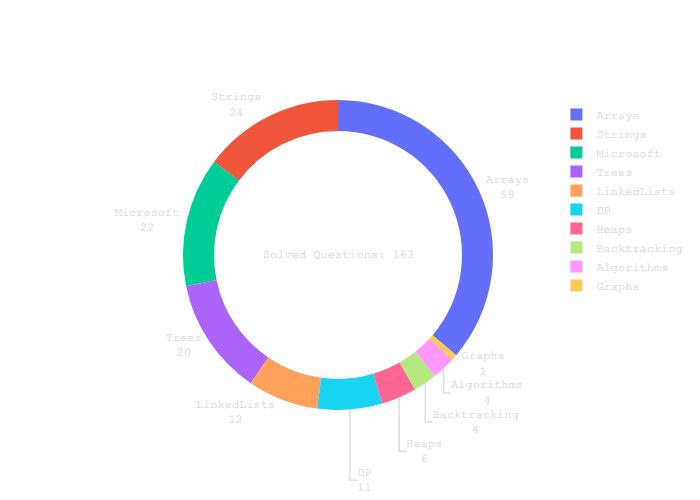 Strings
24
Arrays
59
Microsoft
22
Solved Questions: 163
Trees
20
Graphs
1
Algorithms
4
LinkedLists
12
Backtracking
4
Heaps
6
DP
11
Arrays
Strings
Microsoft
Trees
LinkedLists
DP
Heaps
Backtracking
Algorithms
Graphs